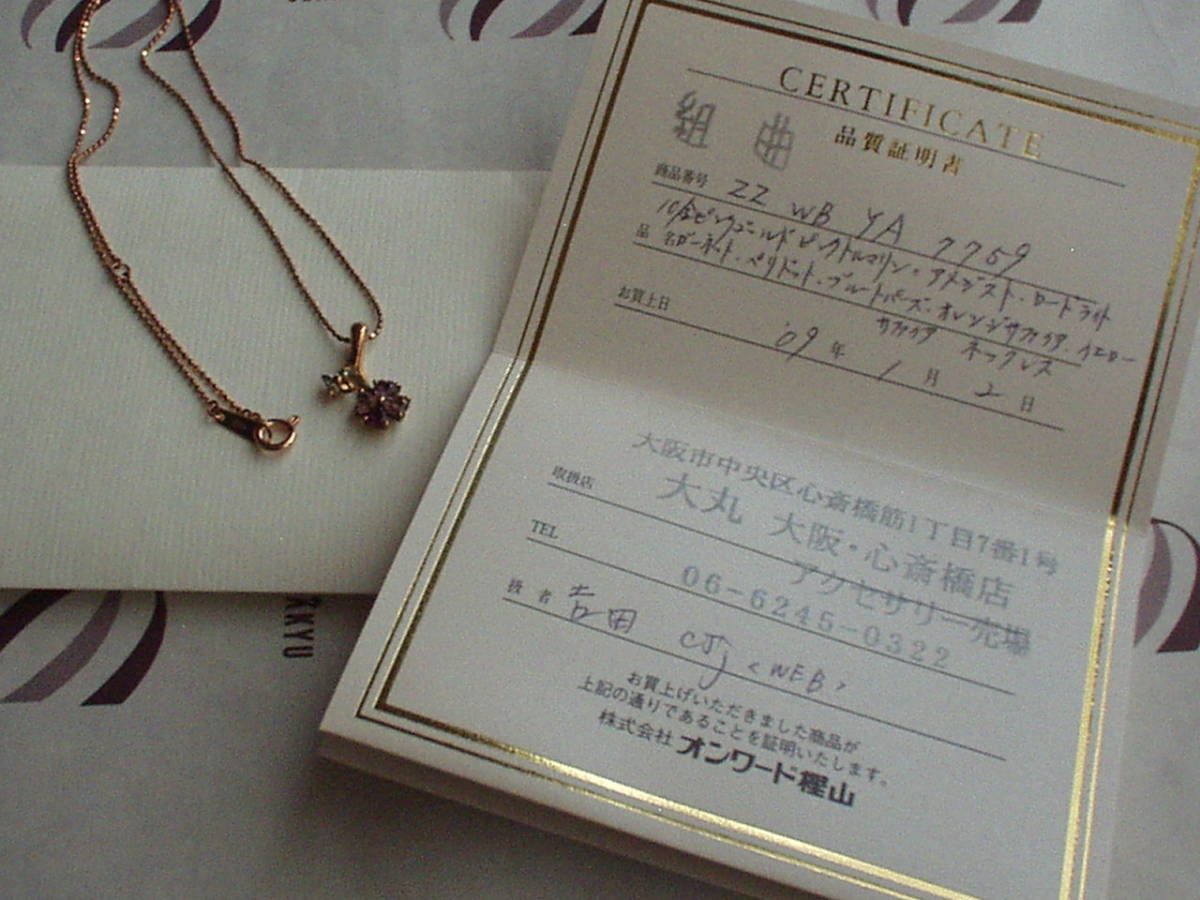 CERTIFICATE
品質証明書
組曲
商品番号 ZZ WB YA 7759
10金ピンクゴールド ピンクトルマリン・アメジスト・ロードライト
品名 ガーネット・ペリドット・ブルートパーズ・オレンジサファイア・イエロー
サファイア ネックレス
お買上日 '09年 1月 2日
大阪市中央区心斎橋筋1丁目7番1号
取扱店 大丸 大阪・心斎橋店
アクセサリー売場
TEL 06-6245-0322
扱者 吉田 <WEB>
お買上げいただきました商品が
上記の通りであることを証明いたします。
株式会社 オンワード樫山